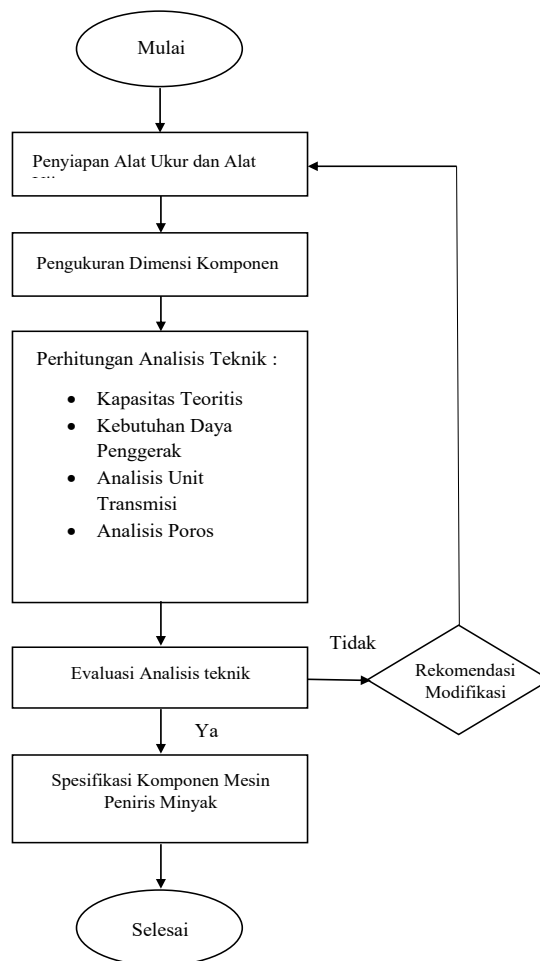 Mulai
Penyiapan Alat Ukur dan Alat
Pengukuran Dimensi Komponen
Perhitungan Analisis Teknik :
• Kapasitas Teoritis
• Kebutuhan Daya
Penggerak
• Analisis Unit
Transmisi
• Analisis Poros
Tidak
Evaluasi Analisis teknik
Rekomendasi
Modifikasi
Ya
Spesifikasi Komponen Mesin
Peniris Minyak
Selesai